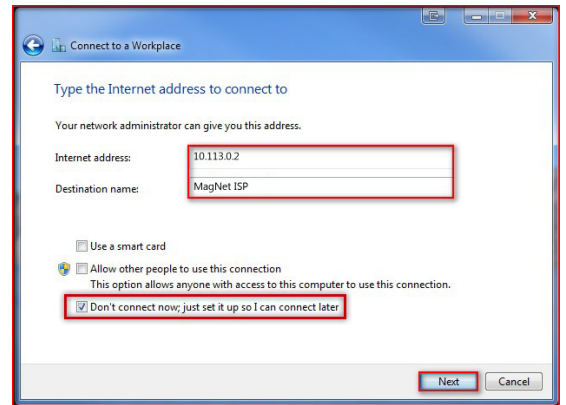 Connect to a Workplace
Type the Internet address to connect to
Your network administrator can give you this address.
Internet address: 10.113.0.2
Destination name: MagNet ISP
Use a smart card
Allow other people to use this connection
This option allows anyone with access to this computer to use this connection.
Don't connect now; just set it up so I can connect later
Next Cancel